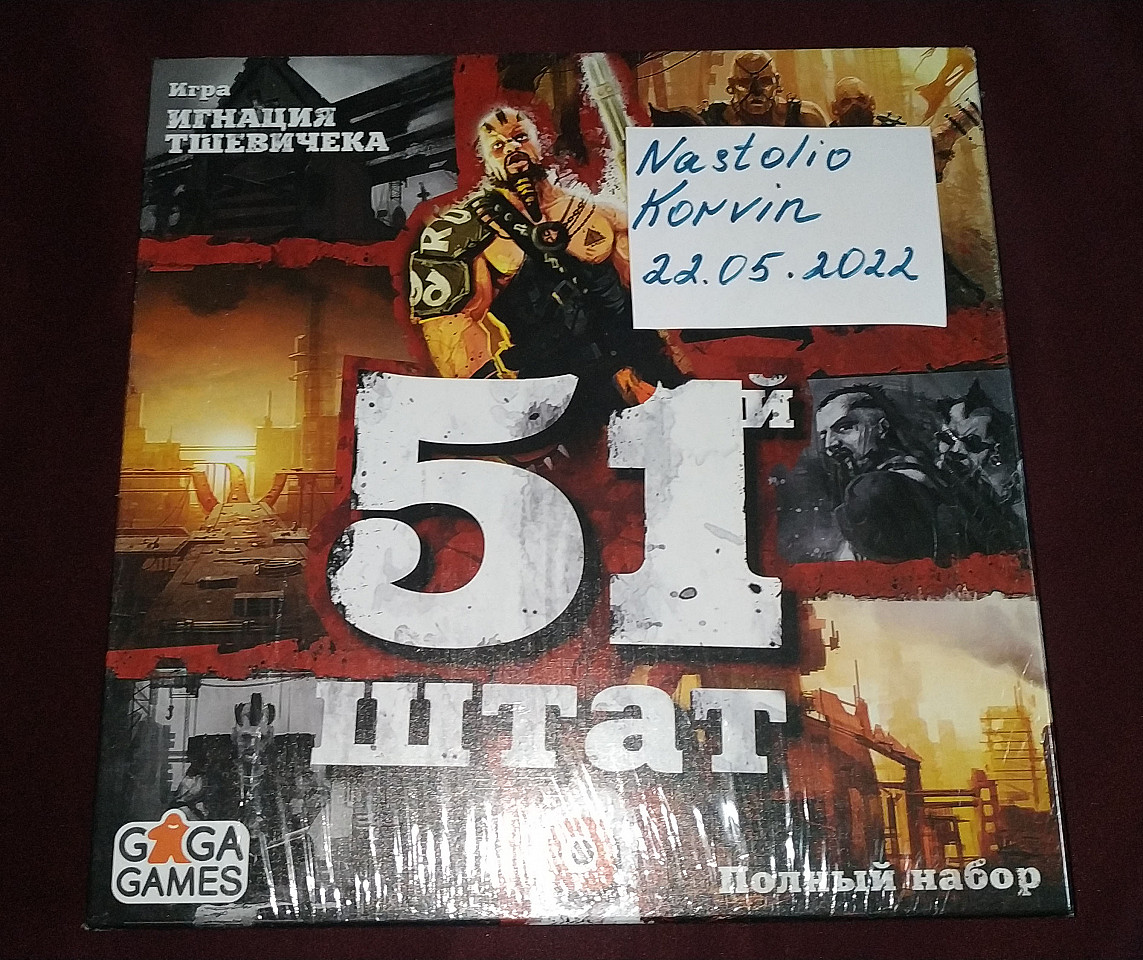 Игра
ИГНАЦИЯ
ТШЕВИЧЕКА
Nastolio
Korvin
22.05.2022
51й
штат
GAGA
GAMES
Полный набор